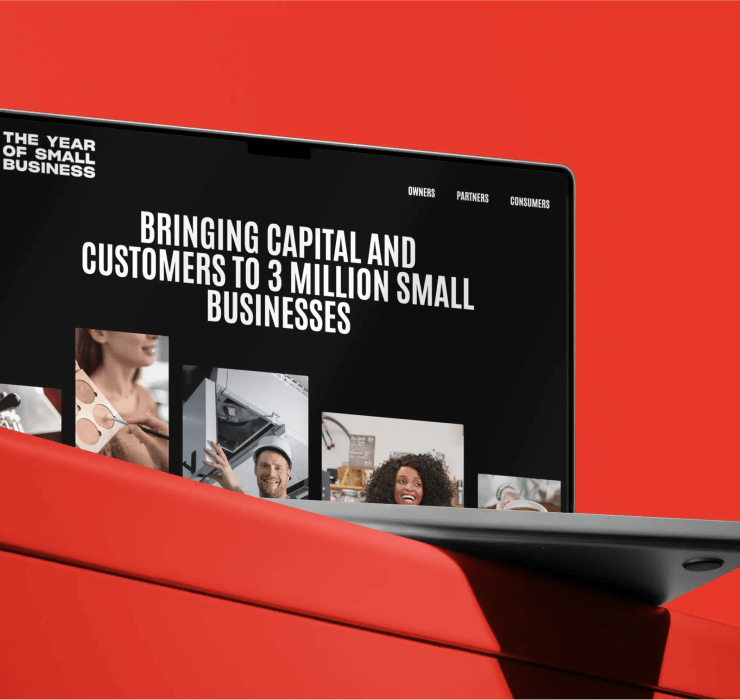 THE YEAR
OF SMALL
BUSINESS
OWNERS
PARTNERS
CONSUMERS
BRINGING CAPITAL AND
CUSTOMERS TO 3 MILLION SMALL
BUSINESSES